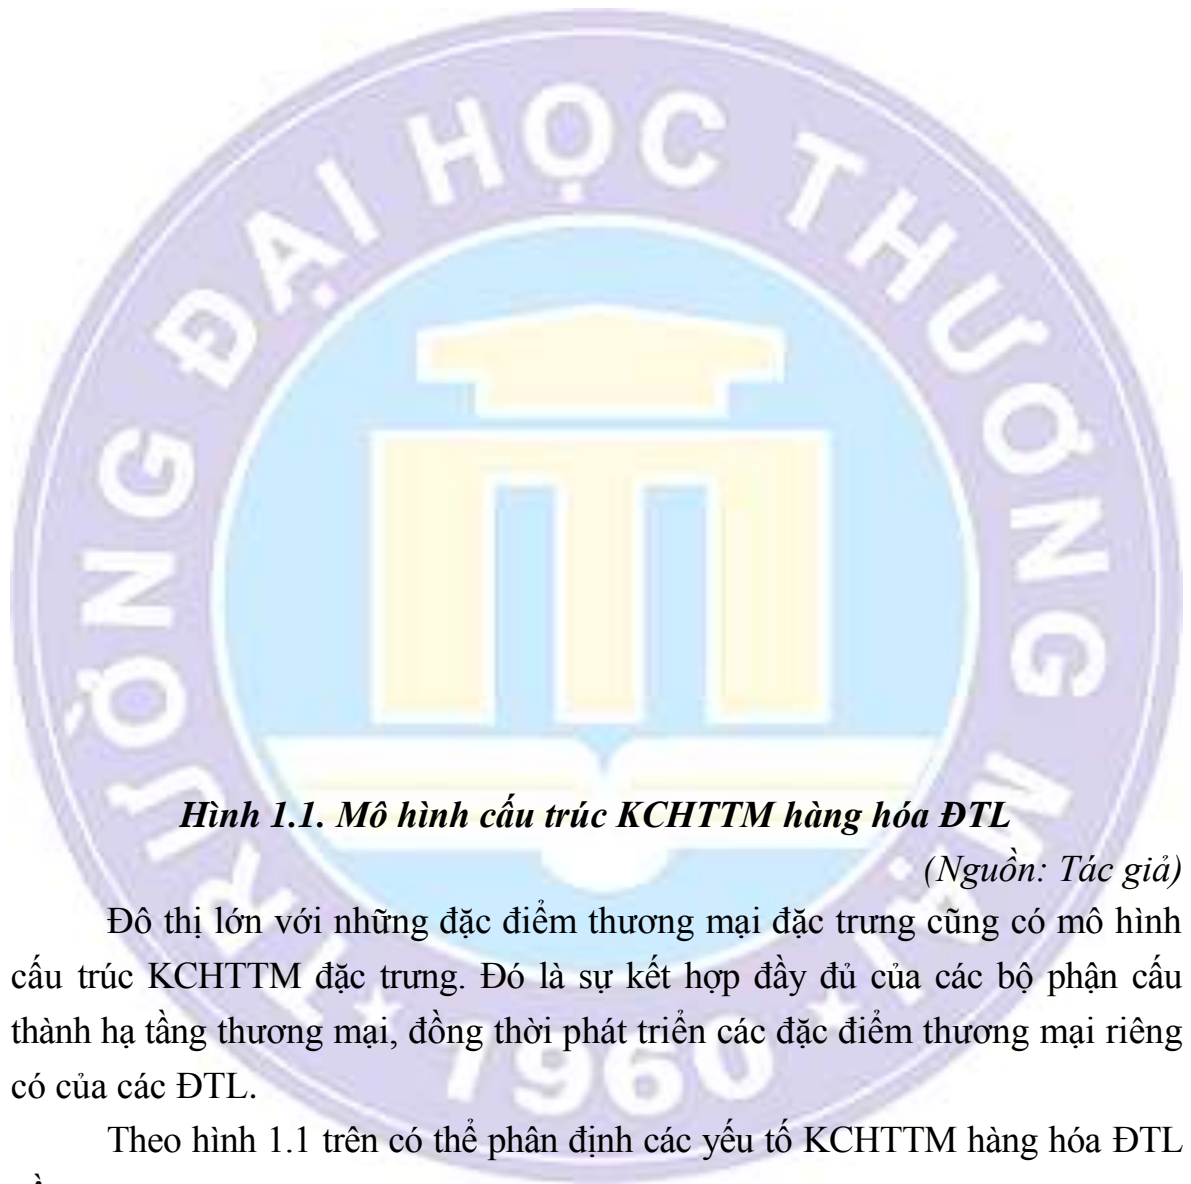 TRƯỜNG ĐẠI HỌC THƯƠNG MẠI
Hình 1.1. Mô hình cấu trúc KCHTTM hàng hóa ĐTL
(Nguồn: Tác giả)
Đô thị lớn với những đặc điểm thương mại đặc trưng cũng có mô hình
cấu trúc KCHTTM đặc trưng. Đó là sự kết hợp đầy đủ của các bộ phận cấu
thành hạ tầng thương mại, đồng thời phát triển các đặc điểm thương mại riêng
có của các ĐTL.
1960
Theo hình 1.1 trên có thể phân định các yếu tố KCHTTM hàng hóa ĐTL